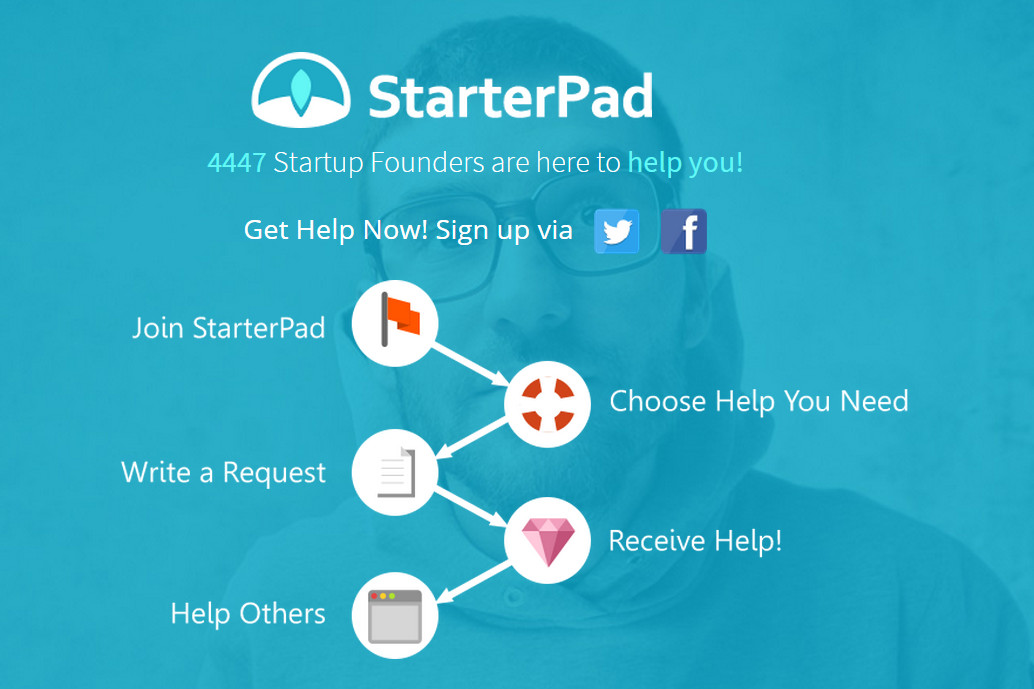 StarterPad
4447 Startup Founders are here to help you!
Get Help Now! Sign up via
Join StarterPad
Choose Help You Need
Write a Request
Receive Help!
Help Others